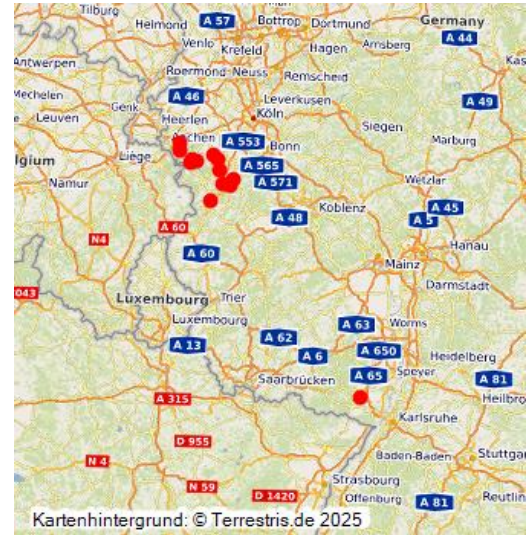 Tilburg
Helmond
A 57
Bottrop
Dortmund
Germany
Venlo
Krefeld
Hagen
Arnsberg
A 44
Antwerpen
Roermond
Neuss
Remscheid
Kas
Mechelen
Genk
A 46
Leverkusen
A 49
Leuven
Heerlen
Köln
Siegen
Aachen
A 553
Marburg
lgium
Liège
Bonn
A 565
Namur
A 571
Wetzlar
Koblenz
A 45
A 60
A 48
A 5
N4
A 60
Hanau
Mainz
043
Darmstadt
Luxembourg
Trier
Luxembourg
A 63
Worms
A 13
A 62
A 6
A 650
Heidelberg
Saarbrücken
A 65
Speyer
A 81
A 315
Heilbro
Karlsruhe
D 955
Baden-Baden
Stuttgar
N 4
N 59
Strasbourg
D 1420
Offenburg
Reutlin
A 81
Kartenhintergrund: © Terrestris.de 2025